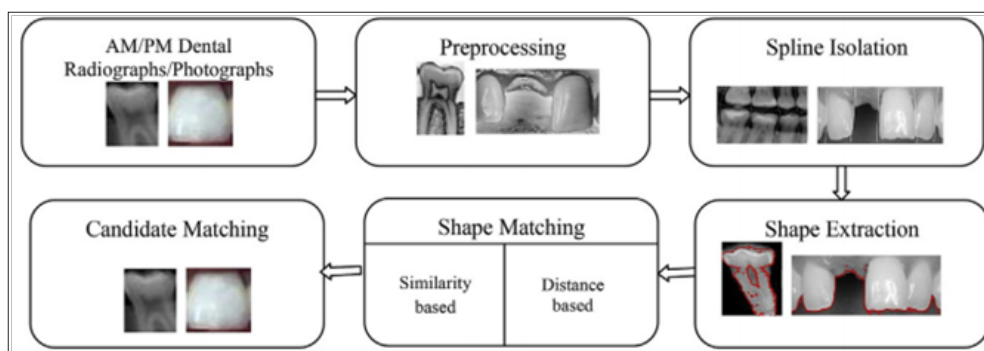 AM/PM Dental
Radiographs/Photographs
Preprocessing
Spline Isolation
Shape Extraction
Shape Matching
Similarity
based
Distance
based
Candidate Matching